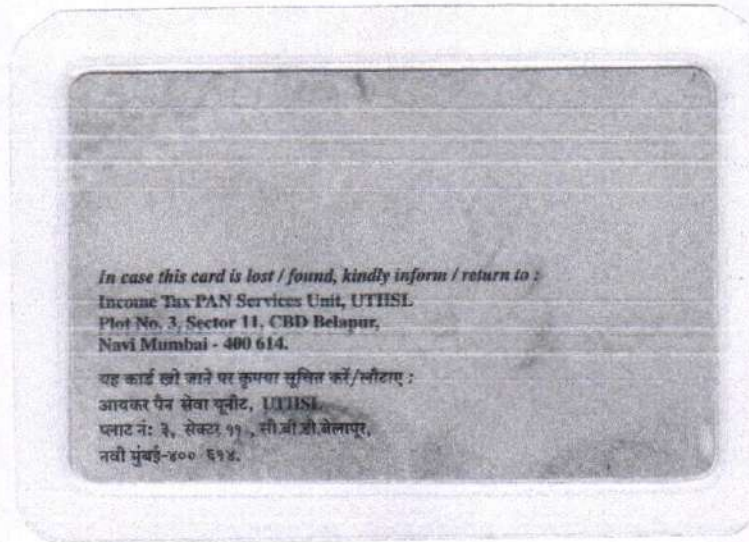 In case this card is lost / found, kindly inform / return to :
Income Tax PAN Services Unit, UTIISL
Plot No. 3, Sector 11, CBD Belapur,
Navi Mumbai - 400 614.
यह कार्ड खो जाने पर कृपया सूचित करें/लौटाए :
आयकर पैन सेवा यूनीट, UTIISL
प्लाट नं: ३, सेक्टर ११ , सी.बी.डी.बेलापूर,
नवी मुंबई-४०० ६१४.